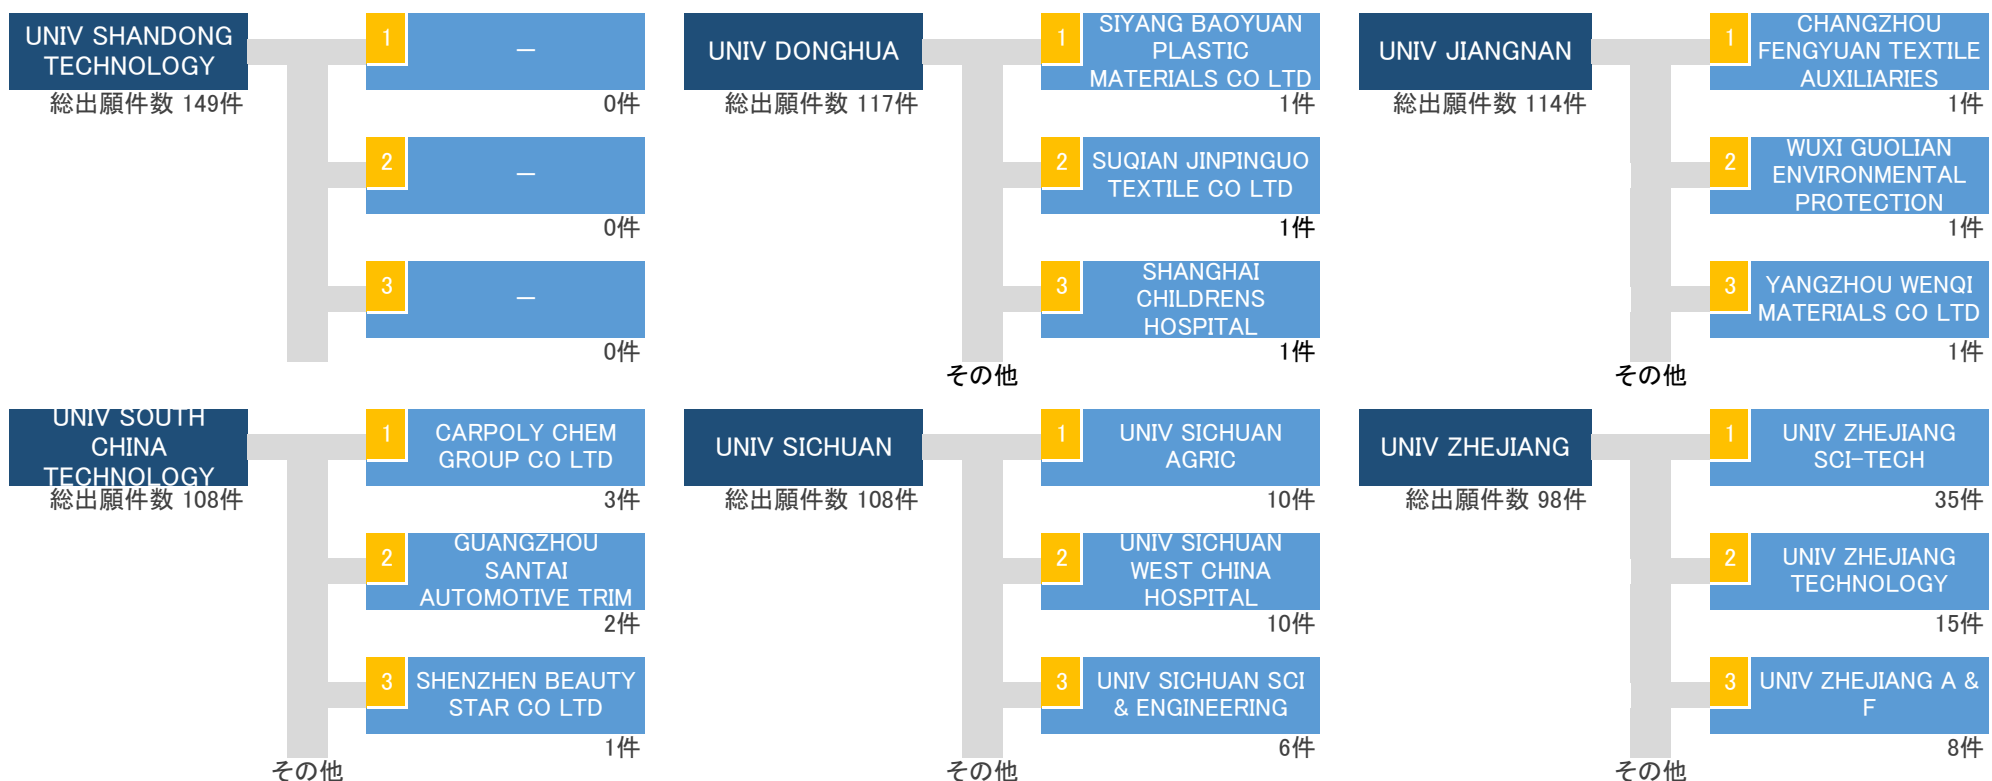 UNIV SHANDONG
TECHNOLOGY
総出願件数 149件
1
—
0件
2
—
0件
3
—
0件
UNIV DONGHUA
総出願件数 117件
1
SIYANG BAOYUAN
PLASTIC
MATERIALS CO LTD
1件
2
SUQIAN JINPINGUO
TEXTILE CO LTD
1件
3
SHANGHAI
CHILDRENS
HOSPITAL
1件
その他
UNIV JIANGNAN
総出願件数 114件
1
CHANGZHOU
FENGYUAN TEXTILE
AUXILIARIES
1件
2
WUXI GUOLIAN
ENVIRONMENTAL
PROTECTION
1件
3
YANGZHOU WENQI
MATERIALS CO LTD
1件
その他
UNIV SOUTH
CHINA
TECHNOLOGY
総出願件数 108件
1
CARPOLY CHEM
GROUP CO LTD
3件
2
GUANGZHOU
SANTAI
AUTOMOTIVE TRIM
2件
3
SHENZHEN BEAUTY
STAR CO LTD
1件
その他
UNIV SICHUAN
総出願件数 108件
1
UNIV SICHUAN
AGRIC
10件
2
UNIV SICHUAN
WEST CHINA
HOSPITAL
10件
3
UNIV SICHUAN SCI
& ENGINEERING
6件
その他
UNIV ZHEJIANG
総出願件数 98件
1
UNIV ZHEJIANG
SCI-TECH
35件
2
UNIV ZHEJIANG
TECHNOLOGY
15件
3
UNIV ZHEJIANG A &
F
8件
その他